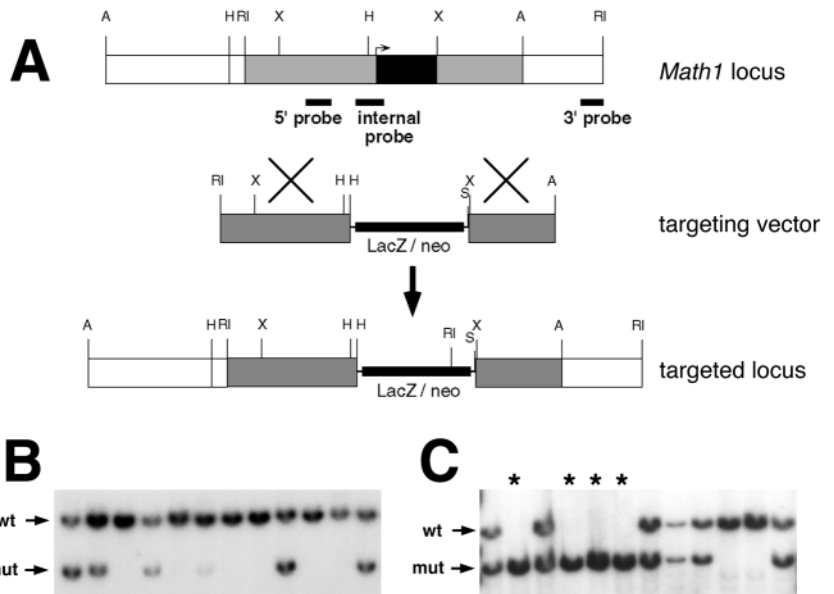 A H RI X H X A RI
A
Math1 locus
5' probe internal probe 3' probe
RI X H H S X A
LacZ / neo
targeting vector
A H RI X H H RI S X A RI
LacZ / neo
targeted locus
B
wt
mut
C
* * * *
wt
mut